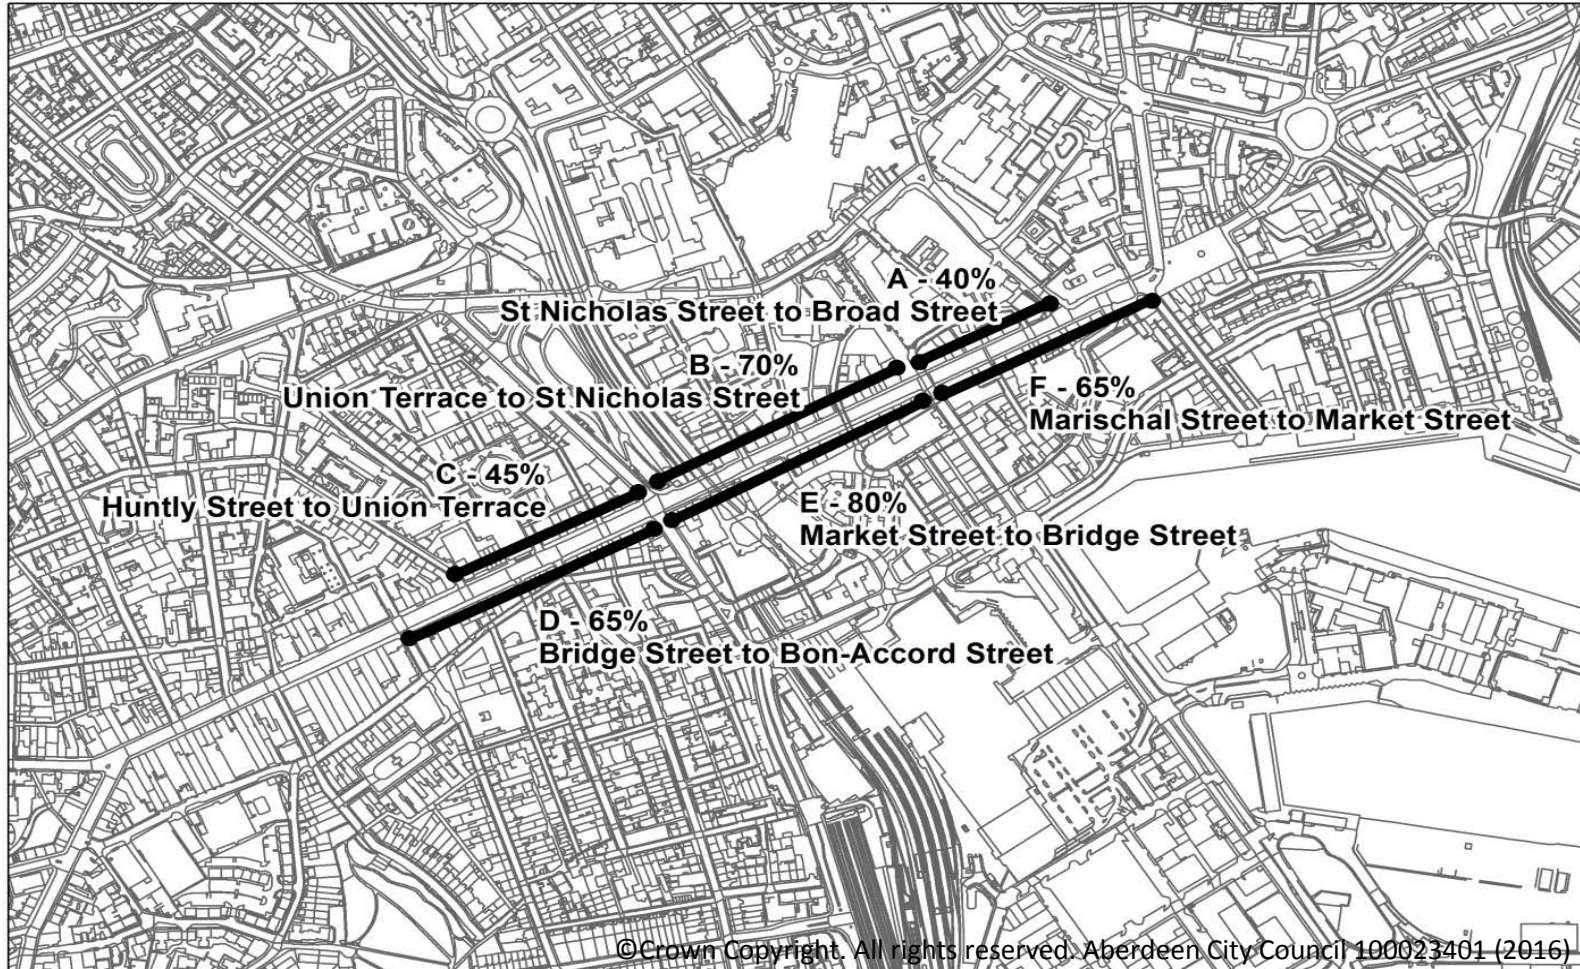 A - 40%
St Nicholas Street to Broad Street
B - 70%
Union Terrace to St Nicholas Street
F - 65%
Marischal Street to Market Street
C - 45%
Huntly Street to Union Terrace
E - 80%
Market Street to Bridge Street
D - 65%
Bridge Street to Bon-Accord Street
©Crown Copyright. All rights reserved. Aberdeen City Council 100023401 (2016)